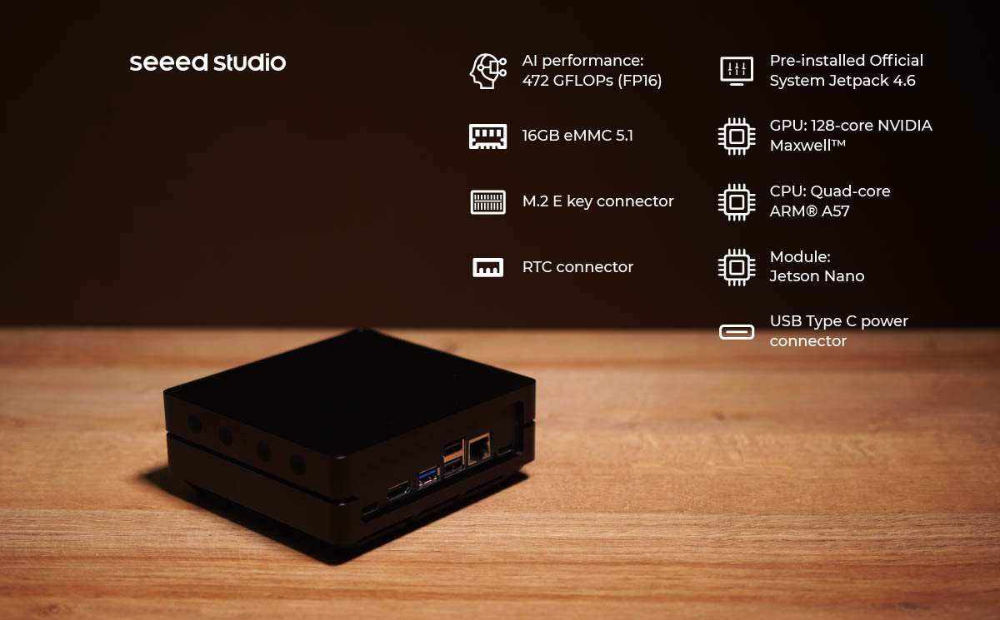 seeed studio
AI performance:
472 GFLOPs (FP16)
16GB eMMC 5.1
M.2 E key connector
RTC connector
Pre-installed Official
System Jetpack 4.6
GPU: 128-core NVIDIA
Maxwell™
CPU: Quad-core
ARM® A57
Module:
Jetson Nano
USB Type C power
connector